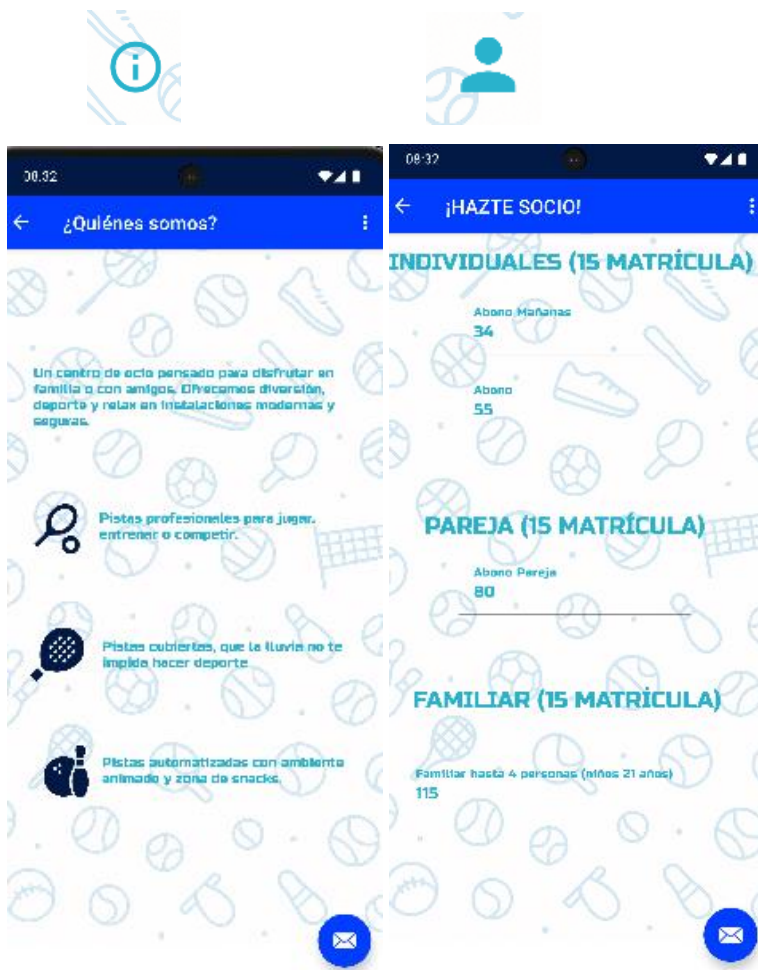 08:32
¿Quiénes somos?
Un centro de ocio pensado para disfrutar en
familia o con amigos. Ofrecemos diversión,
deporte y relax en instalaciones modernas y
seguras.
Pistas profesionales para jugar,
entrenar o competir.
Pistas cubiertas, que la lluvia no te
impida hacer deporte
Pistas automatizadas con ambiente
animado y zona de snacks.
08:32
¡HAZTE SOCIO!
INDIVIDUALES (15 MATRÍCULA)
Abono Mañanas
34
Abono
55
PAREJA (15 MATRÍCULA)
Abono Pareja
80
FAMILIAR (15 MATRÍCULA)
Familiar hasta 4 personas (niños 21 años)
115